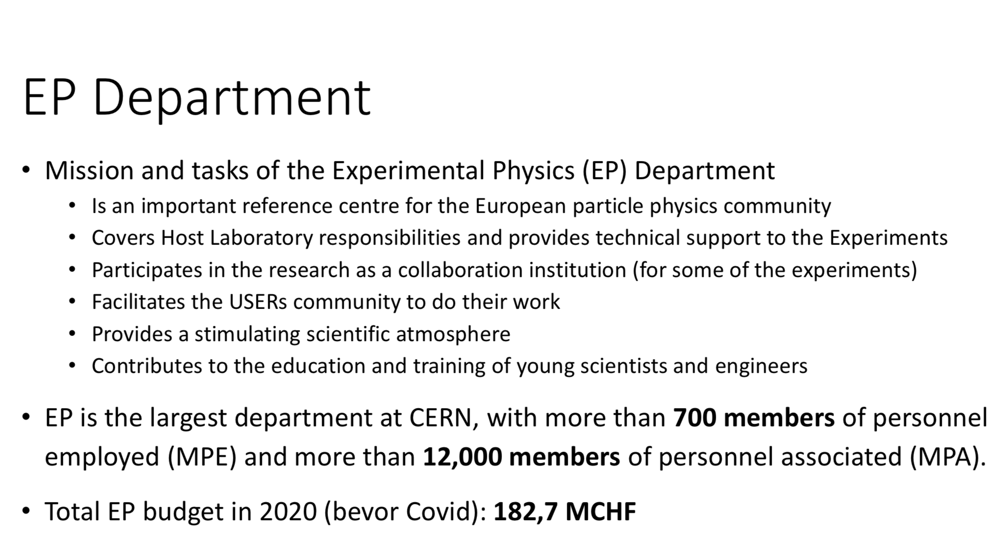 EP Department
• Mission and tasks of the Experimental Physics (EP) Department
• Is an important reference centre for the European particle physics community
• Covers Host Laboratory responsibilities and provides technical support to the Experiments
• Participates in the research as a collaboration institution (for some of the experiments)
• Facilitates the USERs community to do their work
• Provides a stimulating scientific atmosphere
• Contributes to the education and training of young scientists and engineers
• EP is the largest department at CERN, with more than 700 members of personnel
employed (MPE) and more than 12,000 members of personnel associated (MPA).
• Total EP budget in 2020 (bevor Covid): 182,7 MCHF